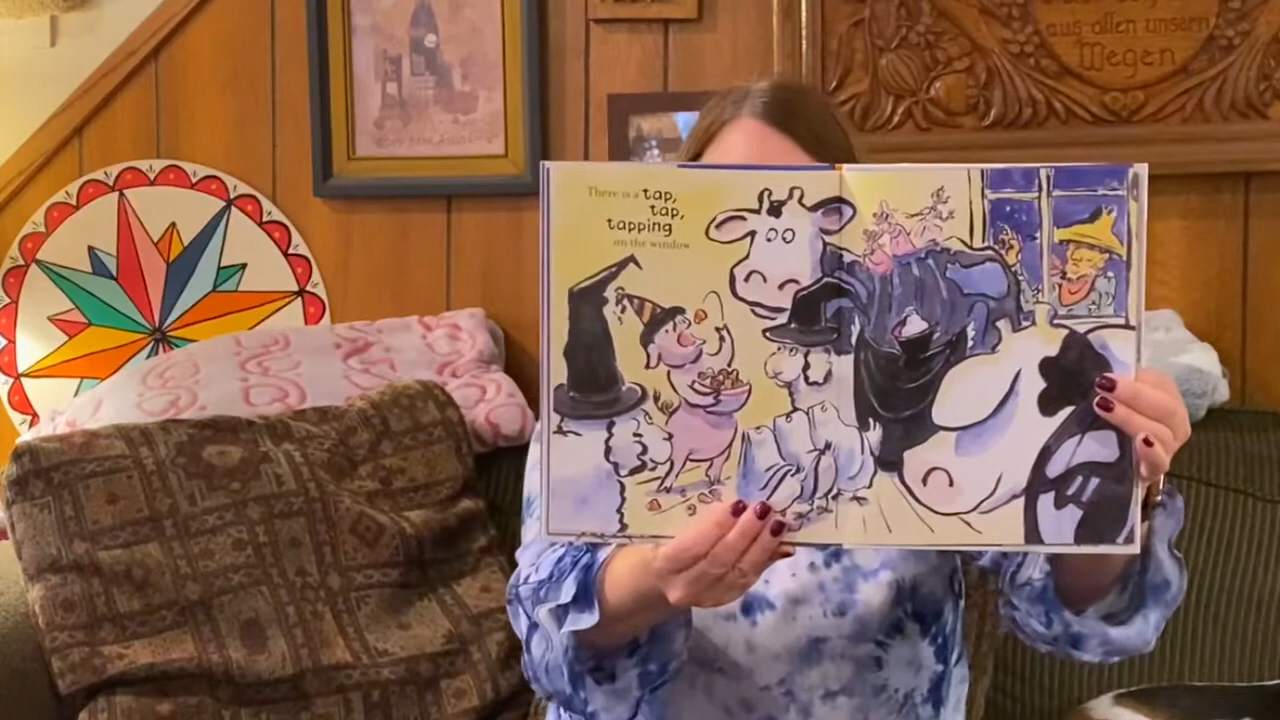 aus allen unsern
Wegen
There is a tap,
tap,
tapping
on the window